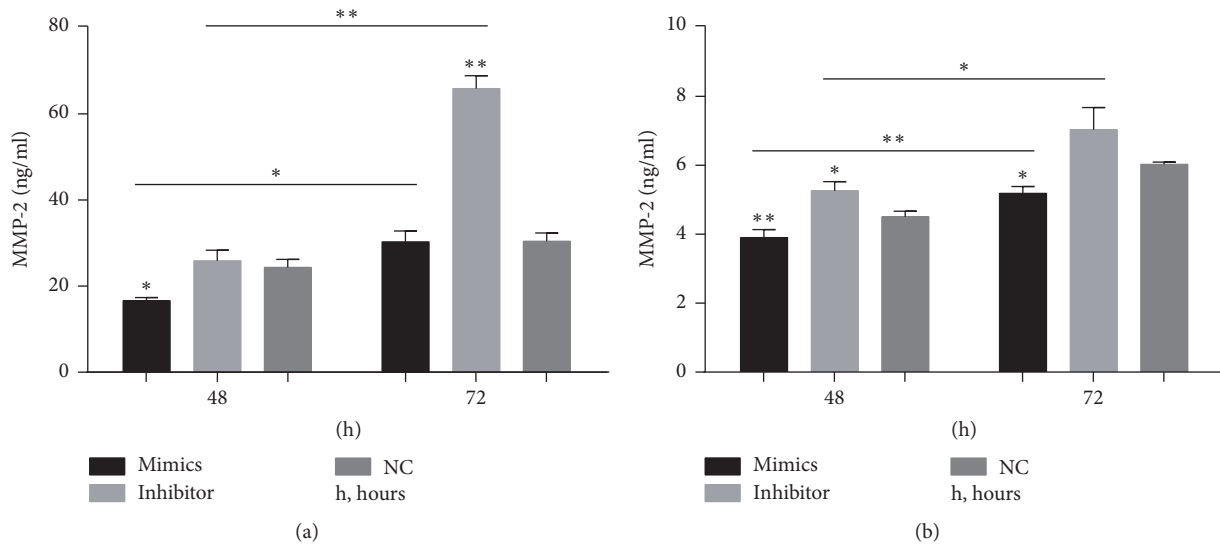 MMP-2 (ng/ml)
80
60
40
20
0
**
*
*
**
48
72
(h)
Mimics
Inhibitor
NC
h, hours
(a)
MMP-2 (ng/ml)
10
8
6
4
2
0
*
**
**
*
*
48
72
(h)
Mimics
Inhibitor
NC
h, hours
(b)